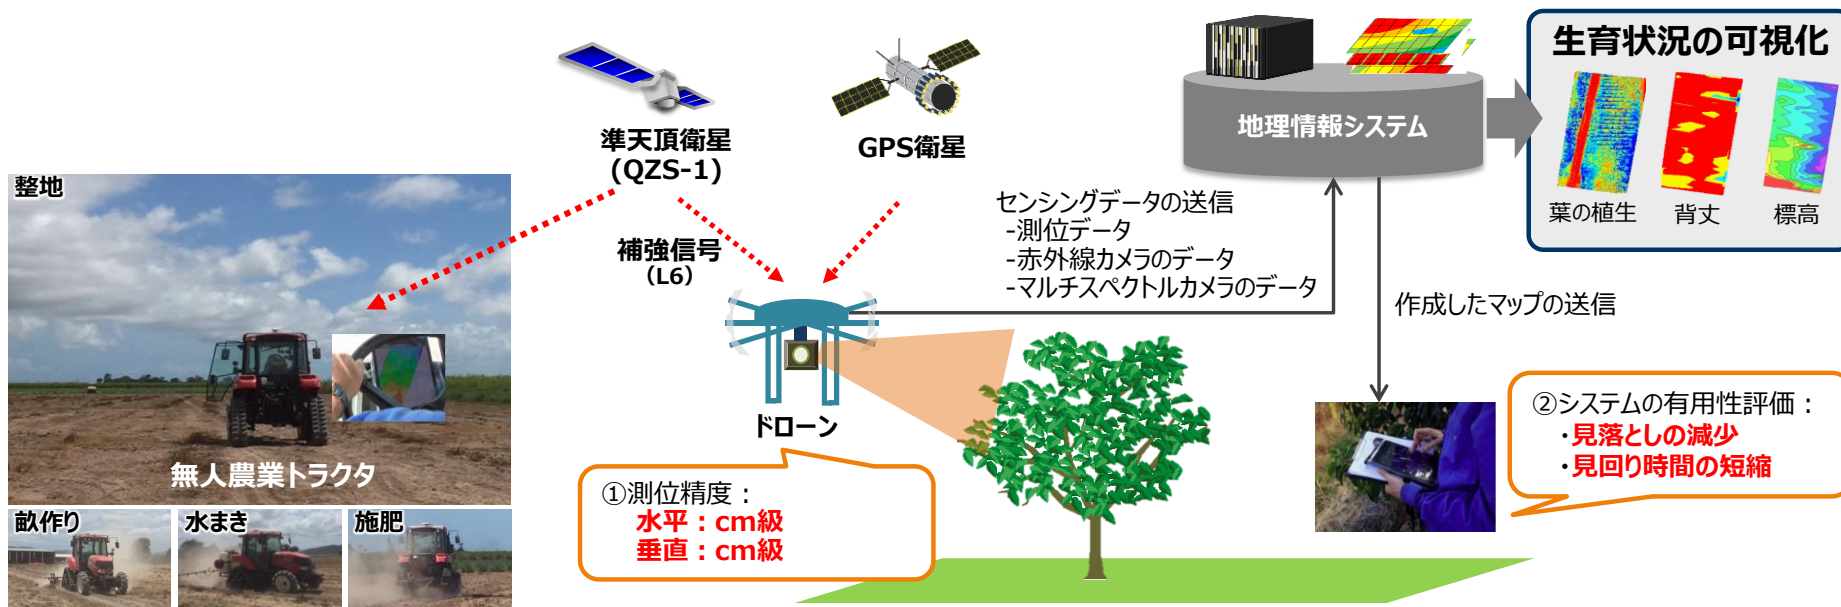 整地
無人農業トラクタ
畝作り
水まき
施肥
準天頂衛星
(QZS-1)
GPS衛星
補強信号
(L6)
ドローン
①測位精度：
水平：cm級
垂直：cm級
センシングデータの送信
-測位データ
-赤外線カメラのデータ
-マルチスペクトルカメラのデータ
地理情報システム
作成したマップの送信
生育状況の可視化
葉の植生
背丈
標高
②システムの有用性評価：
・見落としの減少
・見回り時間の短縮